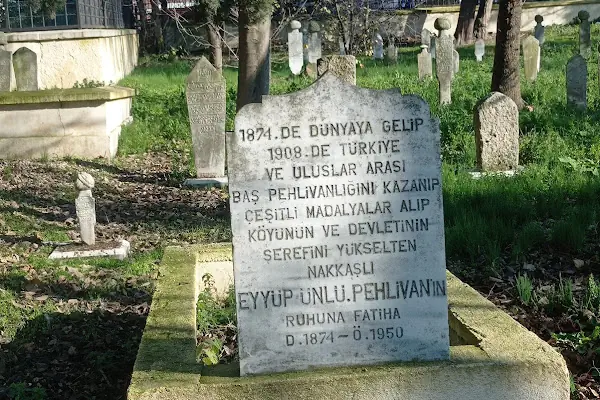 1874.DE DÜNYAYA GELİP
1908.DE TÜRKİYE
VE ULUSLAR ARASI
BAŞ PEHLİVANLIĞINI KAZANIP
ÇEŞİTLİ MADALYALAR ALIP
KÖYÜNÜN VE DEVLETİNİN
ŞEREFİNİ YÜKSELTEN
NAKKAŞLI
EYYÜP ÜNLÜ.PEHLİVAN'IN
RUHUNA FATİHA
D.1874-Ö.1950